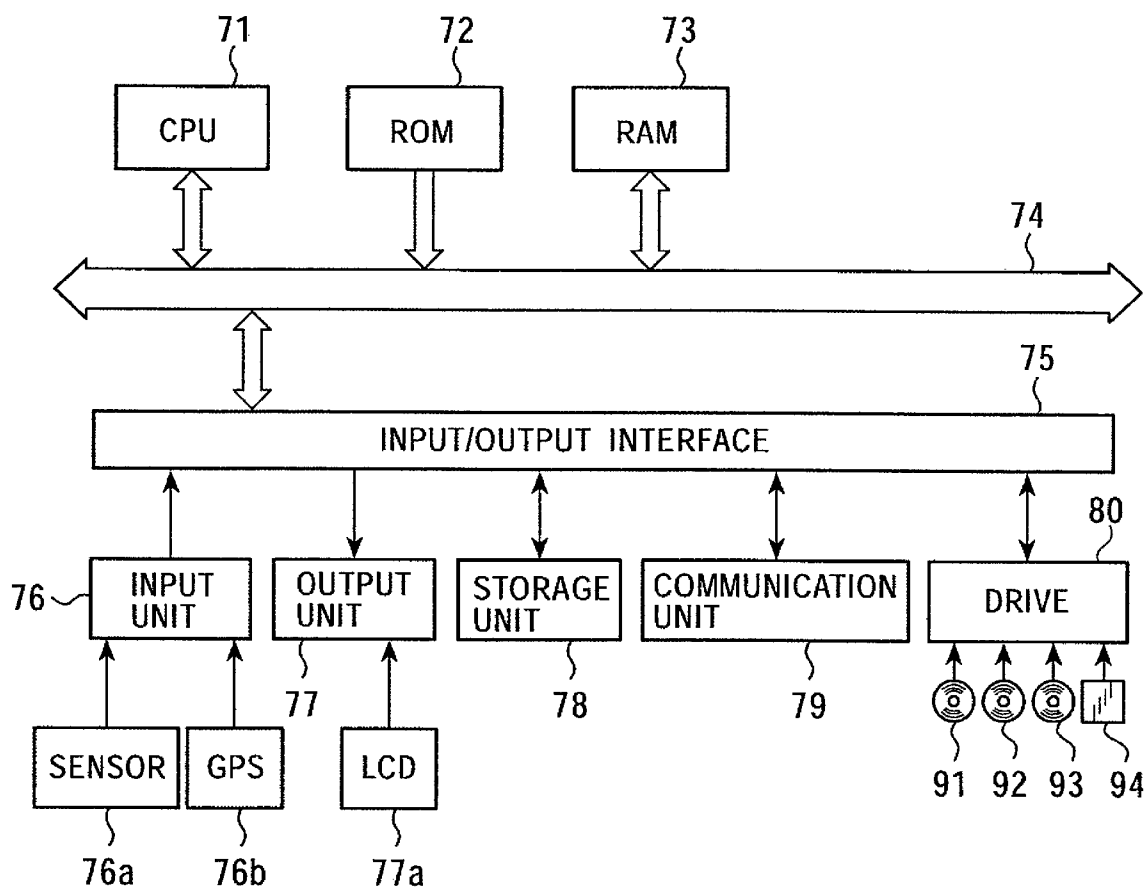 71
72
73
CPU
ROM
RAM
74
75
INPUT/OUTPUT INTERFACE
80
76
INPUT
UNIT
OUTPUT
UNIT
STORAGE
UNIT
COMMUNICATION
UNIT
DRIVE
77
78
79
SENSOR
GPS
LCD
91
92
93
94
76a
76b
77a